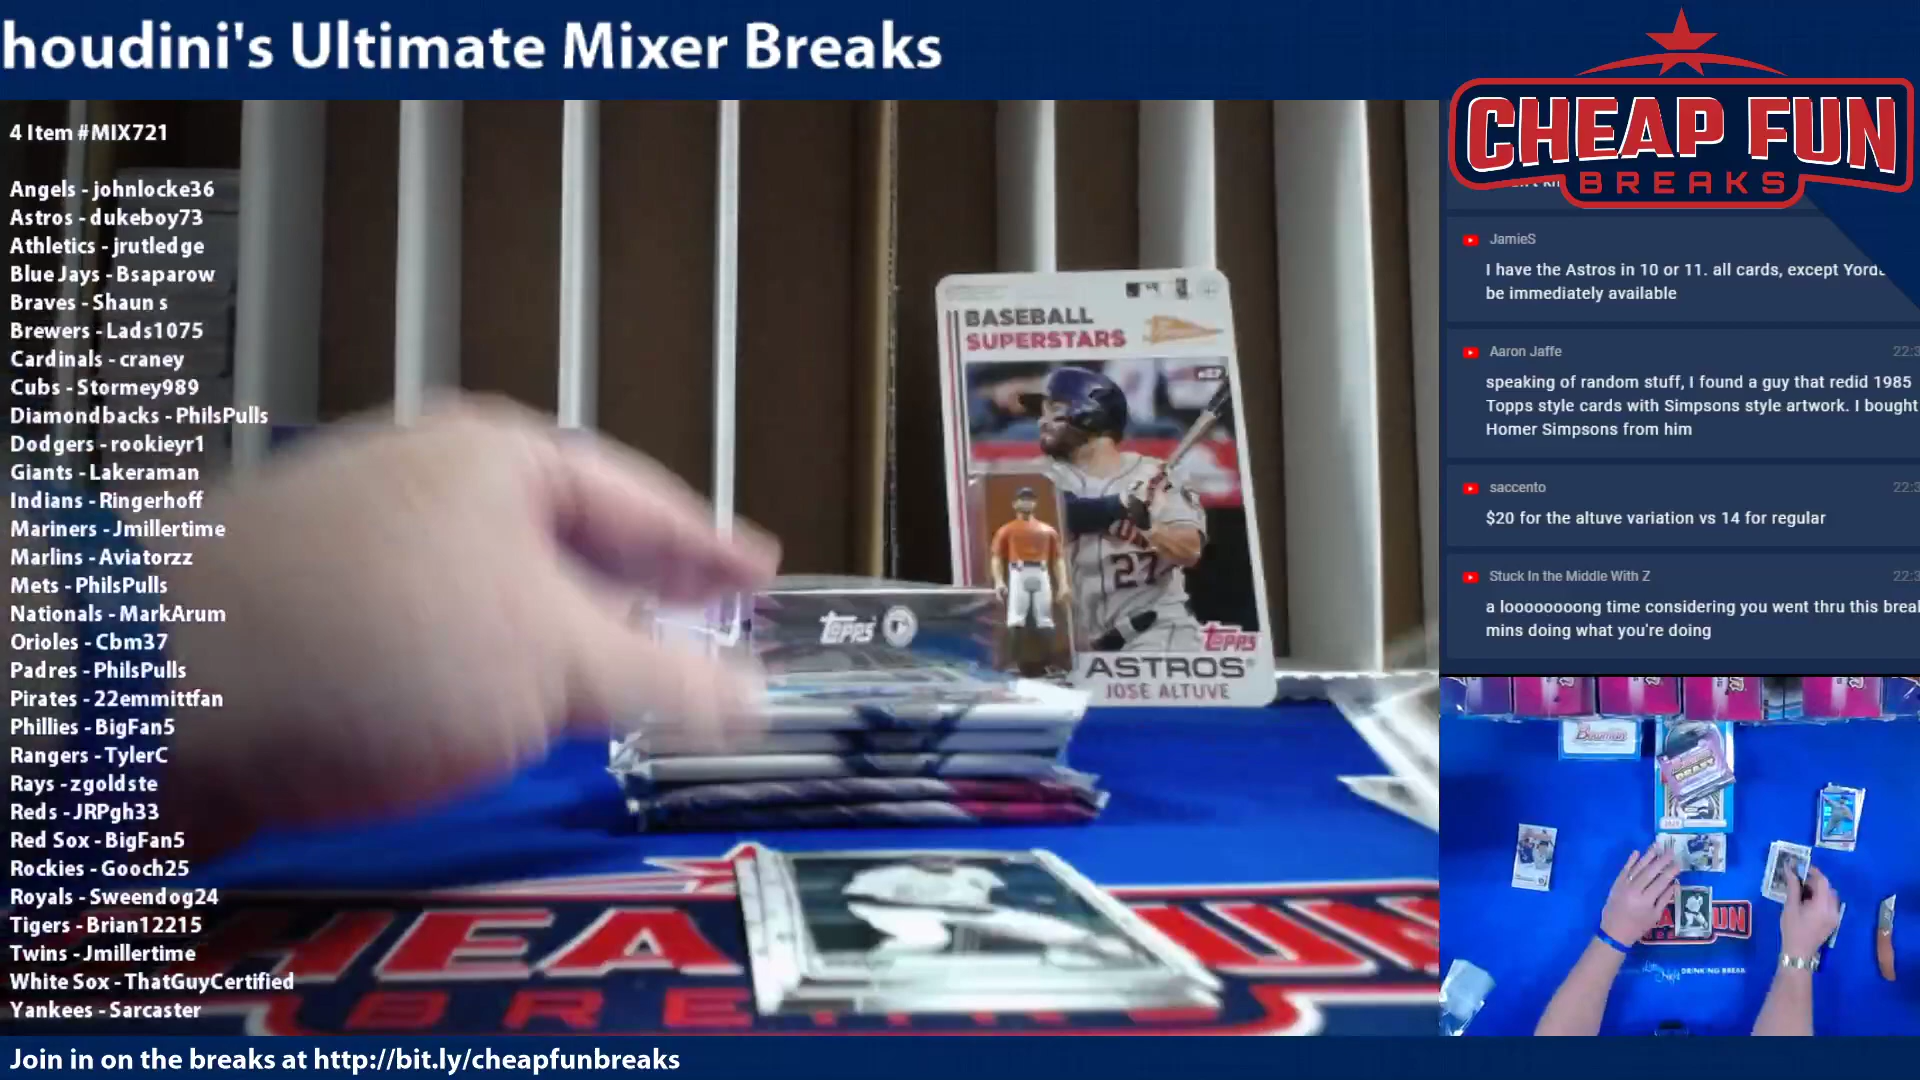 houdini's Ultimate Mixer Breaks
4 Item #MIX721
Angels - johnlocke36
Astros - dukeboy73
Athletics - jrutledge
Blue Jays - Bsaparow
Braves - Shaun s
Brewers - Lads1075
Cardinals - craney
Cubs - Stormey989
Diamondbacks - PhilsPulls
Dodgers - rookieyr1
Giants - Lakeraman
Indians - Ringerhoff
Mariners - Jmillertime
Marlins - Aviatorzz
Mets - PhilsPulls
Nationals - MarkArum
Orioles - Cbm37
Padres - PhilsPulls
Pirates - 22emmittfan
Phillies - BigFan5
Rangers - TylerC
Rays - zgoldste
Reds - JRPgh33
Red Sox - BigFan5
Rockies - Gooch25
Royals - Sweendog24
Tigers - Brian12215
Twins - Jmillertime
White Sox - ThatGuyCertified
Yankees - Sarcaster
Join in on the breaks at http://bit.ly/cheapfunbreaks
BASEBALL
SUPERSTARS
27
TOPPS
ASTROS
JOSE ALTUVE
TOPPS
CHEAP FUN
BREAKS
JamieS
I have the Astros in 10 or 11. all cards, except
be immediately available
Aaron Jaffe
speaking of random stuff, I found a guy that redid 1985
Topps style cards with Simpsons style artwork. I bought
Homer Simpsons from him
saccento
$20 for the altuve variation vs 14 for regular
Stuck In the Middle With Z
a looooooong time considering you went thru this
mins doing what you're doing
DRINKING BREAK